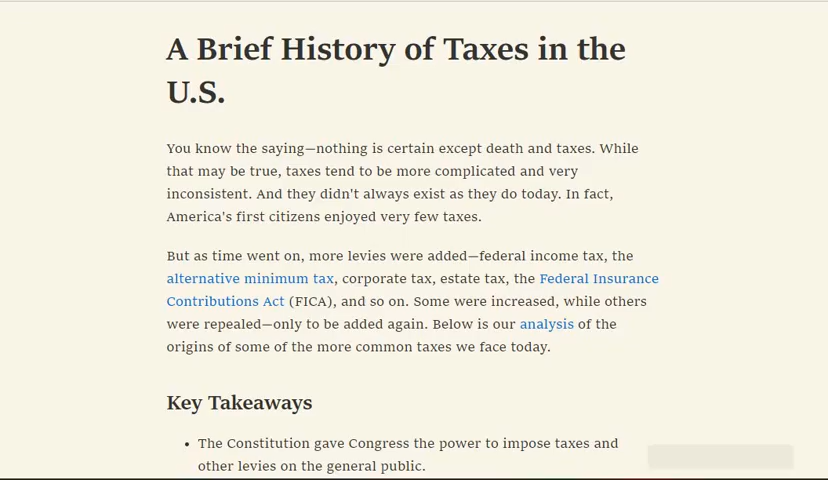 A Brief History of Taxes in the
U.S.
You know the saying—nothing is certain except death and taxes. While
that may be true, taxes tend to be more complicated and very
inconsistent. And they didn't always exist as they do today. In fact,
America's first citizens enjoyed very few taxes.
But as time went on, more levies were added—federal income tax, the
alternative minimum tax, corporate tax, estate tax, the Federal Insurance
Contributions Act (FICA), and so on. Some were increased, while others
were repealed—only to be added again. Below is our analysis of the
origins of some of the more common taxes we face today.
Key Takeaways
• The Constitution gave Congress the power to impose taxes and
other levies on the general public.